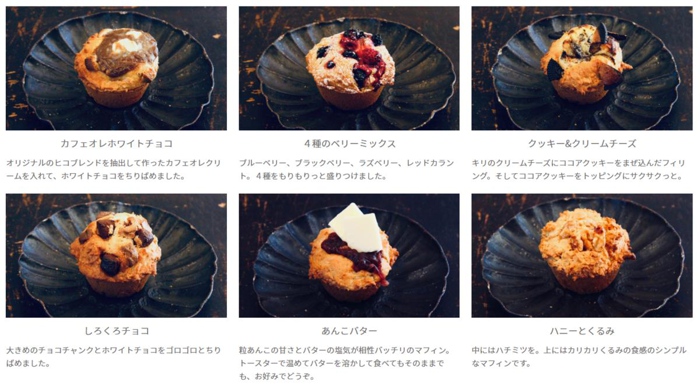 カフェオレホワイトチョコ
オリジナルのヒコブレンドを抽出して作ったカフェオレクリ
ームを入れて、ホワイトチョコをちりばめました。
４種のベリーミックス
ブルーベリー、ブラックベリー、ラズベリー、レッドカラン
ト。４種をもりもりっと盛りつけました。
クッキー&クリームチーズ
キリのクリームチーズにココアクッキーをまぜ込んだフィリ
ング。そしてココアクッキーをトッピングにサクサクっと。
しろくろチョコ
大きめのチョコチャンクとホワイトチョコをゴロゴロとちり
ばめました。
あんこバター
粒あんこの甘さとバターの塩気が相性バッチリのマフィン。
トースターで温めてバターを溶かして食べてもそのままで
も、お好みでどうぞ。
ハニーとくるみ
中にはハチミツを。上にはカリカリくるみの食感のシンプル
なマフィンです。